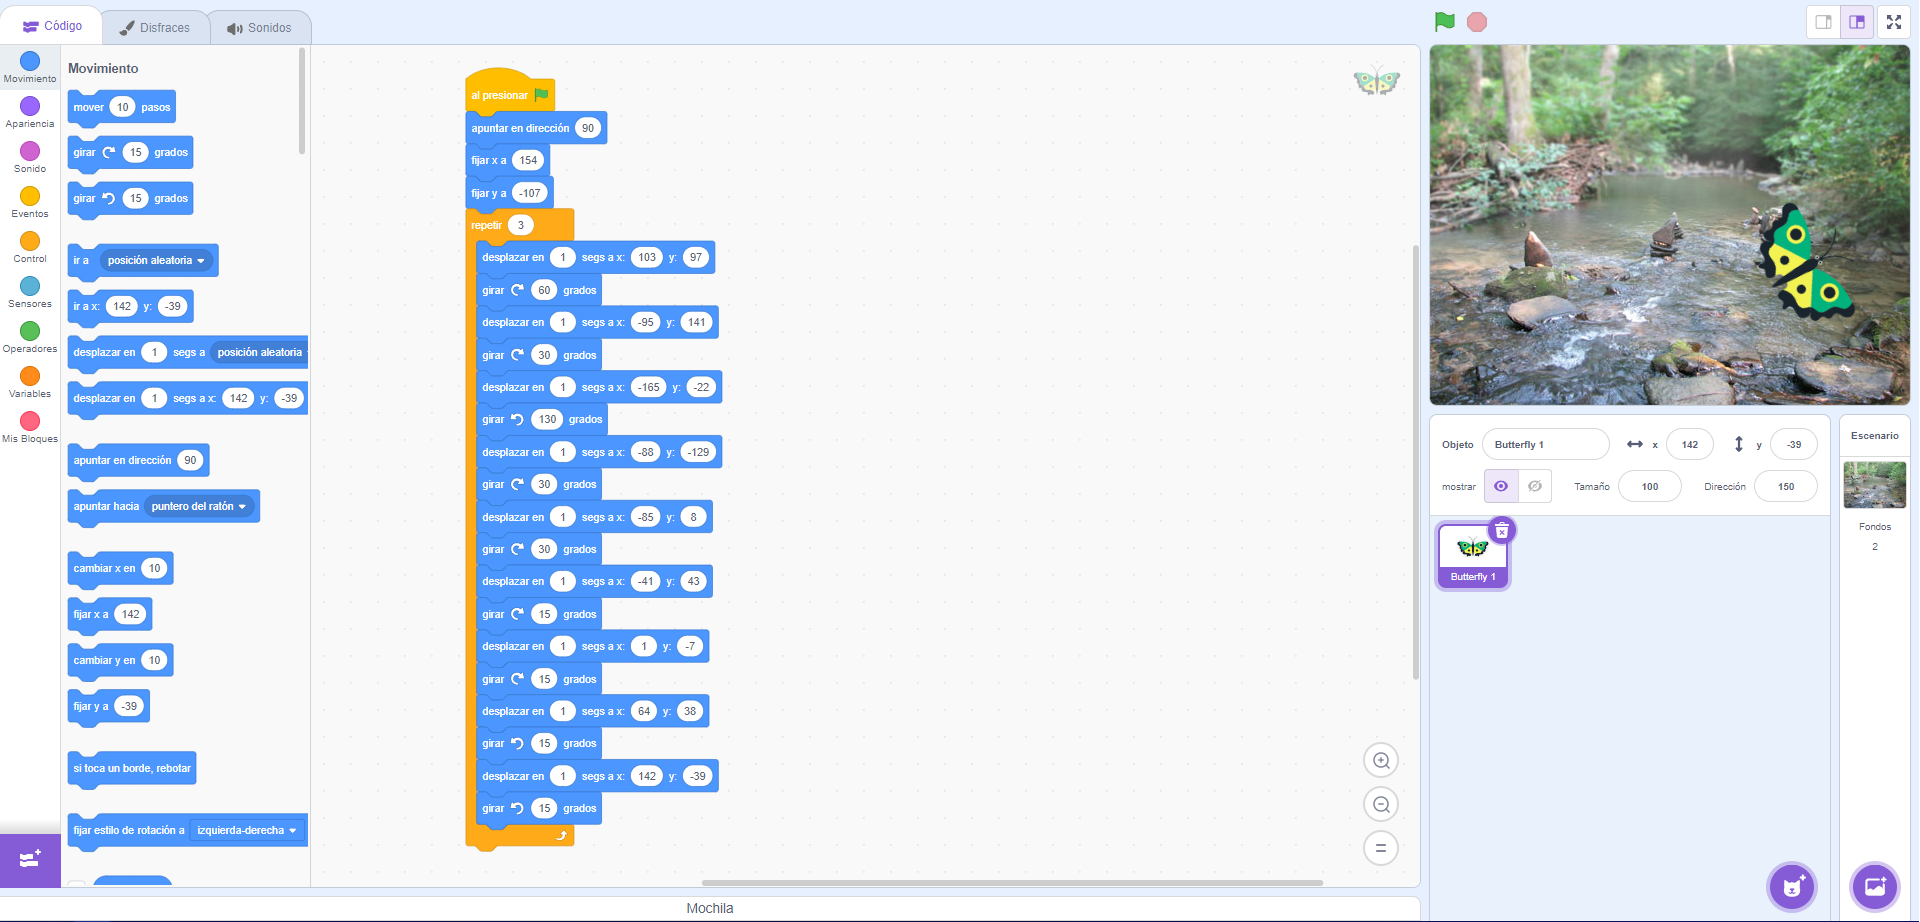 Código
Disfraces
Sonidos
Movimiento
Apariencia
Sonido
Eventos
Control
Sensores
Operadores
Variables
Mis Bloques
Movimiento
mover 10 pasos
girar 15 grados
girar 15 grados
ir a posición aleatoria
ir a x: 142 y: -39
desplazar en 1 segs a posición aleatoria
desplazar en 1 segs a x: 142 y: -39
apuntar en dirección 90
apuntar hacia puntero del ratón
cambiar x en 10
fijar x a 142
cambiar y en 10
fijar y a -39
si toca un borde, rebotar
fijar estilo de rotación a izquierda-derecha
al presionar
apuntar en dirección 90
fijar x a 154
fijar y a -107
repetir 3
desplazar en 1 segs a x: 103 y: 97
girar 60 grados
desplazar en 1 segs a x: -95 y: 141
girar 30 grados
desplazar en 1 segs a x: -165 y: -22
girar 130 grados
desplazar en 1 segs a x: -88 y: -129
girar 30 grados
desplazar en 1 segs a x: -85 y: 8
girar 30 grados
desplazar en 1 segs a x: -41 y: 43
girar 15 grados
desplazar en 1 segs a x: 1 y: -7
girar 15 grados
desplazar en 1 segs a x: 64 y: 38
girar 15 grados
desplazar en 1 segs a x: 142 y: -39
girar 15 grados
Mochila
Objeto Butterfly 1 x 142 y -39
mostrar Tamaño 100 Dirección 150
Butterfly 1
Escenario
Fondos
2